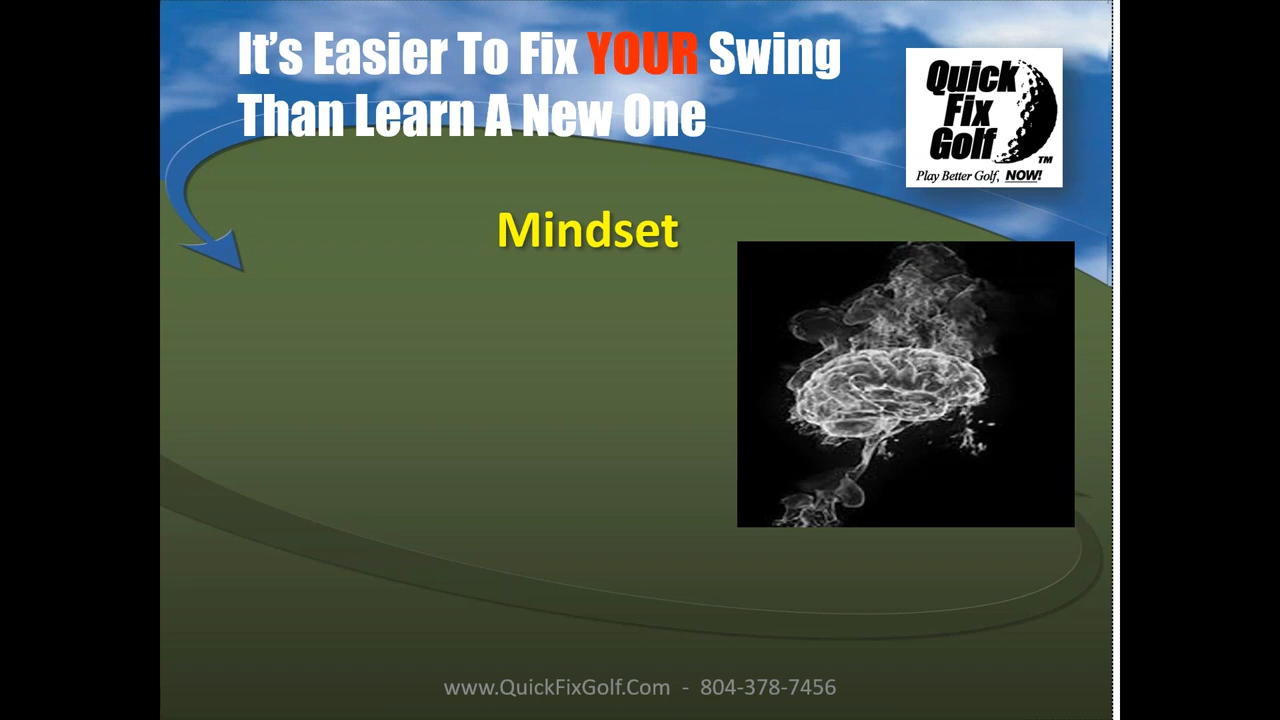 It's Easier To Fix YOUR Swing
Than Learn A New One
Quick
Fix
Golf
TM
Play Better Golf, NOW!
Mindset
www.QuickFixGolf.Com - 804-378-7456